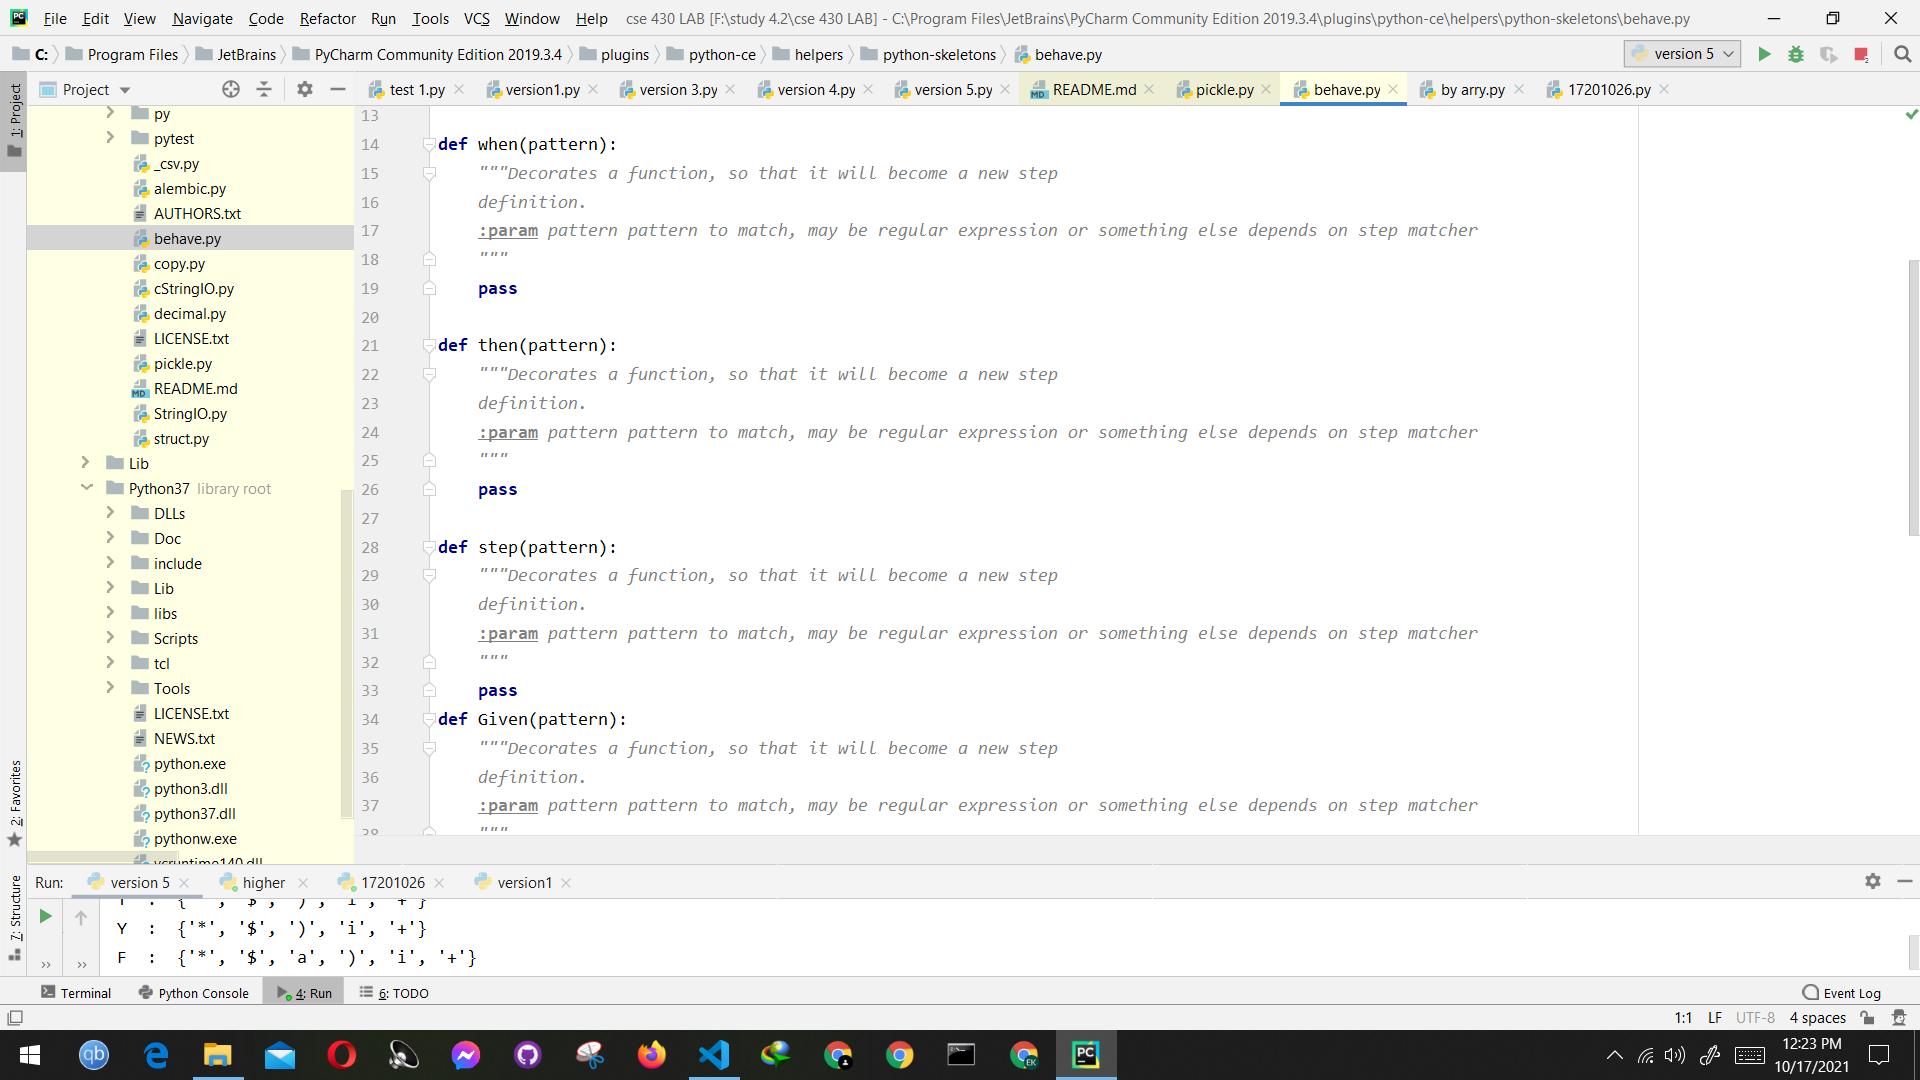 File Edit View Navigate Code Refactor Run Tools VCS Window Help cse 430 LAB [F:\study 4.2\cse 430 LAB] - C:\Program Files\JetBrains\PyCharm Community Edition 2019.3.4\plugins\python-ce\helpers\python-skeletons\behave.py
C: Program Files JetBrains PyCharm Community Edition 2019.3.4 plugins python-ce helpers python-skeletons behave.py version 5
1: Project
Project
test 1.py version1.py version 3.py version 4.py version 5.py README.md pickle.py behave.py by arry.py 17201026.py
py
pytest
_csv.py
alembic.py
AUTHORS.txt
behave.py
copy.py
cStringIO.py
decimal.py
LICENSE.txt
pickle.py
README.md
StringIO.py
struct.py
Lib
Python37 library root
DLLs
Doc
include
Lib
libs
Scripts
tcl
Tools
LICENSE.txt
NEWS.txt
python.exe
python3.dll
python37.dll
pythonw.exe
vcruntime140.dll
13
14 def when(pattern):
15 """Decorates a function, so that it will become a new step
16 definition.
17 :param pattern pattern to match, may be regular expression or something else depends on step matcher
18 """
19 pass
20
21 def then(pattern):
22 """Decorates a function, so that it will become a new step
23 definition.
24 :param pattern pattern to match, may be regular expression or something else depends on step matcher
25 """
26 pass
27
28 def step(pattern):
29 """Decorates a function, so that it will become a new step
30 definition.
31 :param pattern pattern to match, may be regular expression or something else depends on step matcher
32 """
33 pass
34 def Given(pattern):
35 """Decorates a function, so that it will become a new step
36 definition.
37 :param pattern pattern to match, may be regular expression or something else depends on step matcher
38 """
2: Favorites
7: Structure
Run: version 5 higher 17201026 version1
Y : {'*', '$', ')', 'i', '+'}
F : {'*', '$', 'a', ')', 'i', '+'}
Terminal Python Console 4: Run 6: TODO Event Log
1:1 LF UTF-8 4 spaces
12:23 PM
10/17/2021